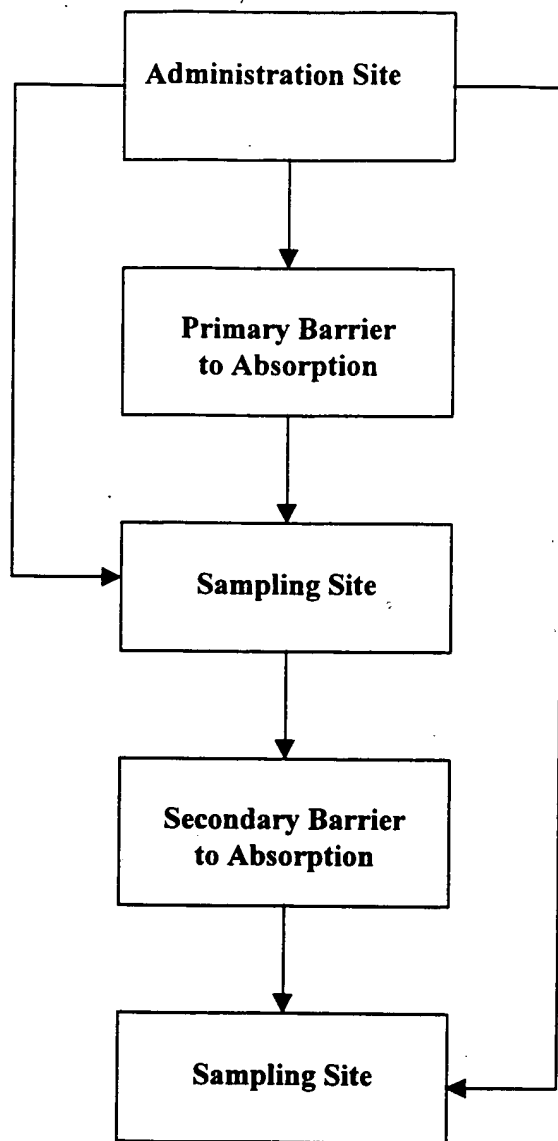 Administration Site
Primary Barrier
to Absorption
Sampling Site
Secondary Barrier
to Absorption
Sampling Site